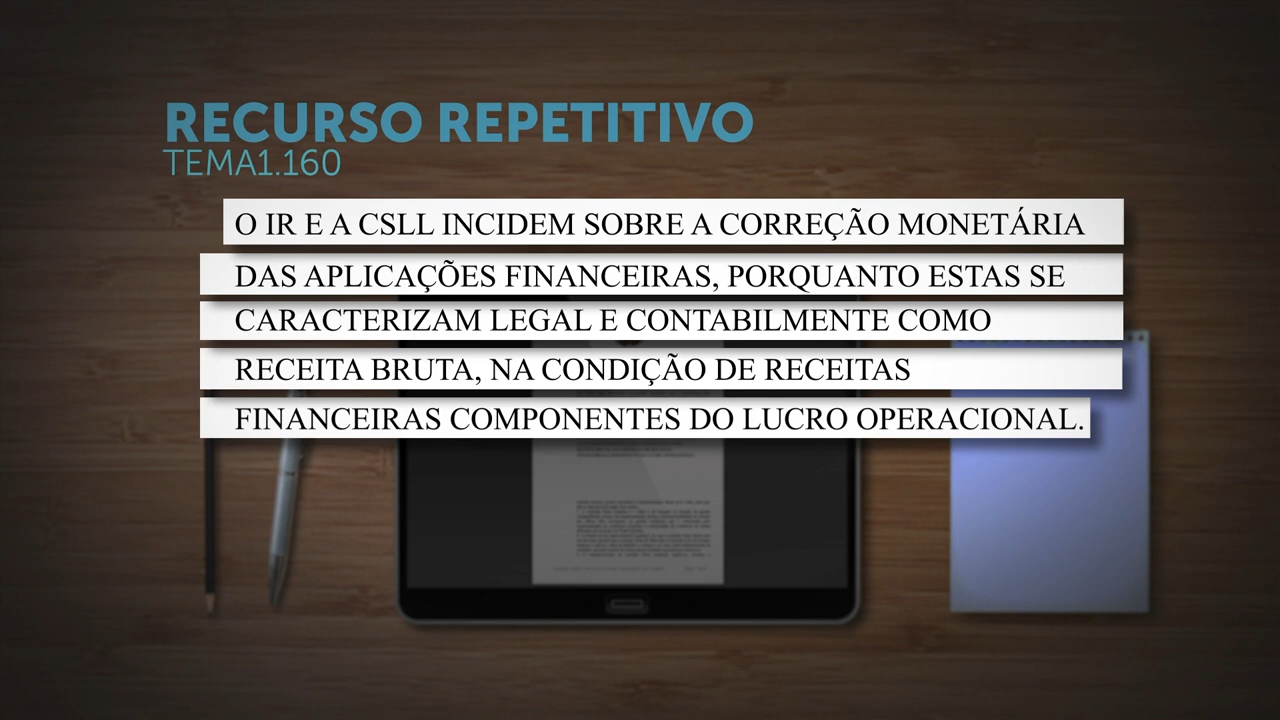 RECURSO REPETITIVO
TEMA1.160
O IR E A CSLL INCIDEM SOBRE A CORREÇÃO MONETÁRIA
DAS APLICAÇÕES FINANCEIRAS, PORQUANTO ESTAS SE
CARACTERIZAM LEGAL E CONTABILMENTE COMO
RECEITA BRUTA, NA CONDIÇÃO DE RECEITAS
FINANCEIRAS COMPONENTES DO LUCRO OPERACIONAL.